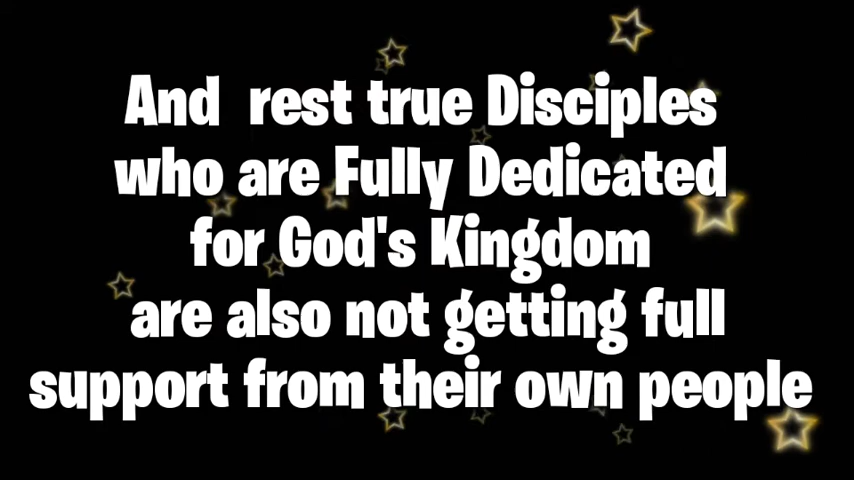 And rest true Disciples
who are Fully Dedicated
for God's Kingdom
are also not getting full
support from their own people